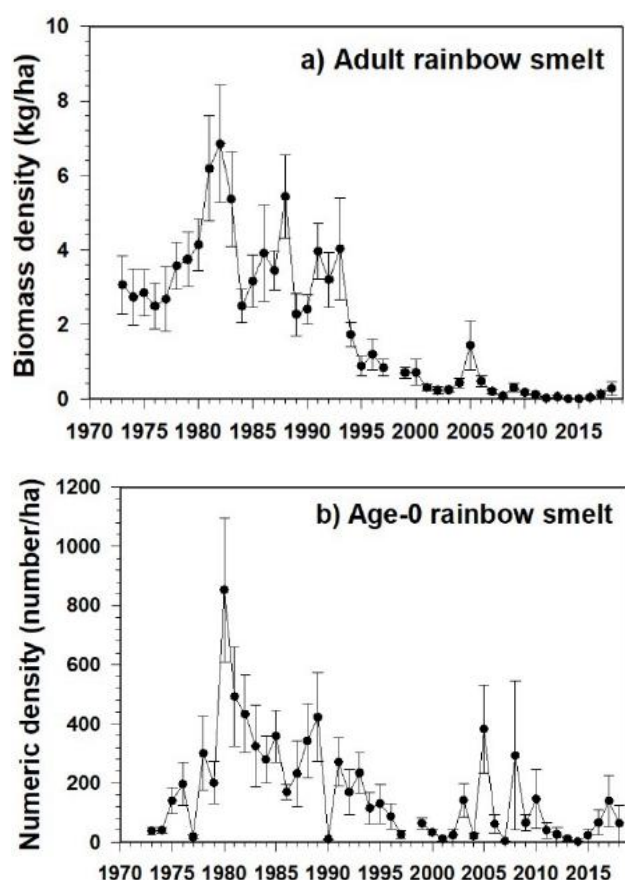 a) Adult rainbow smelt
Biomass density (kg/ha)
10
8
6
4
2
0
1970 1975 1980 1985 1990 1995 2000 2005 2010 2015
b) Age-0 rainbow smelt
Numeric density (number/ha)
1200
1000
800
600
400
200
0
1970 1975 1980 1985 1990 1995 2000 2005 2010 2015